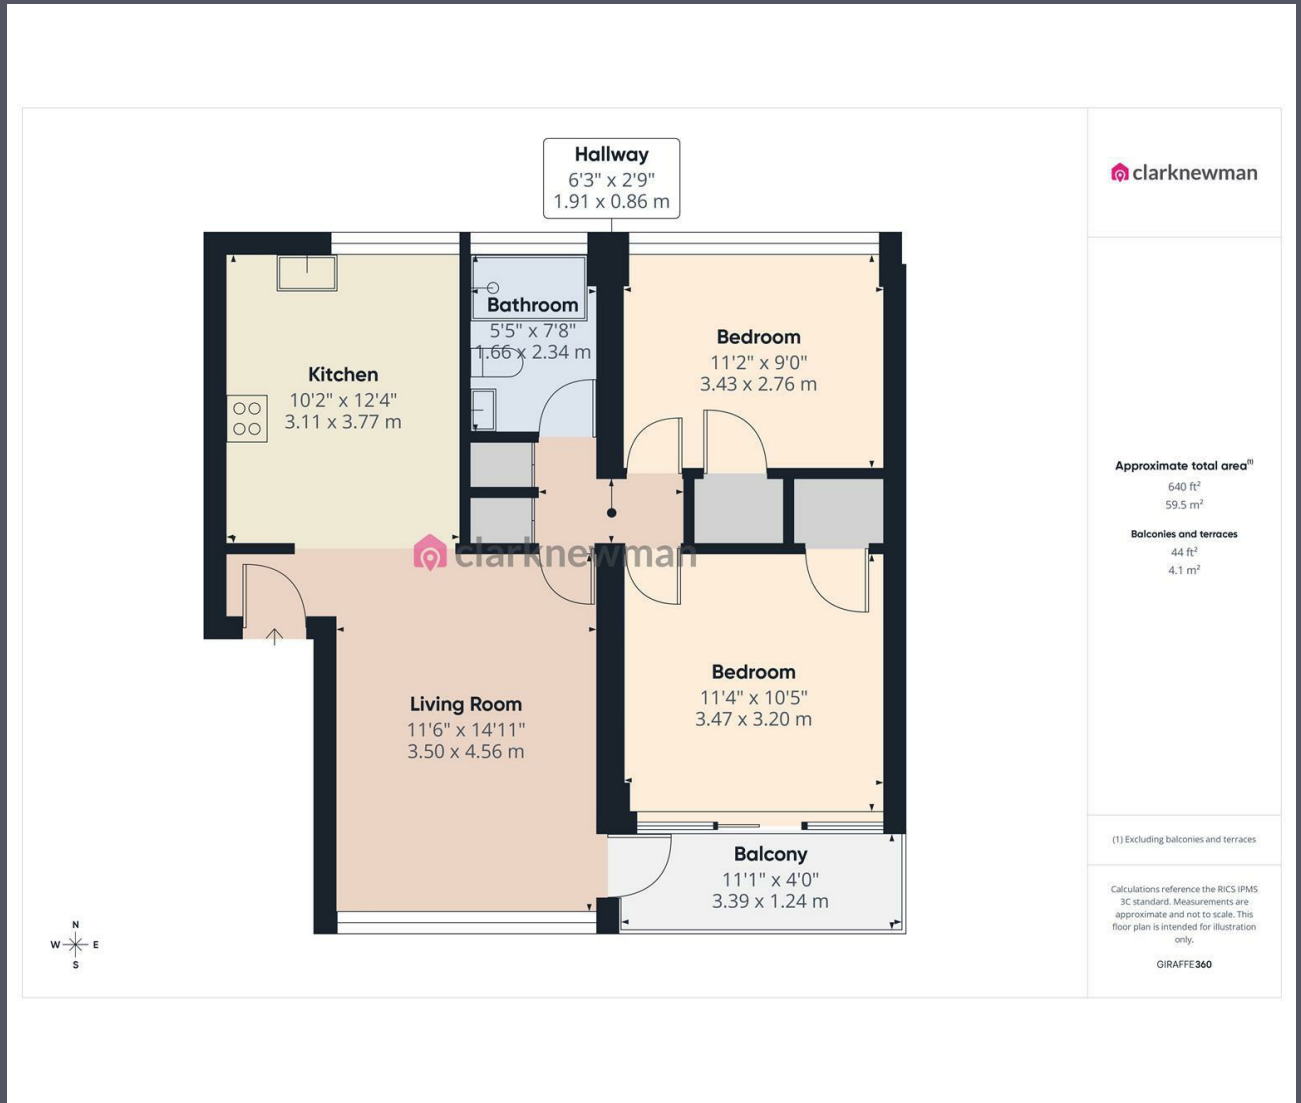 Hallway
6'3" x 2'9"
1.91 x 0.86 m
clarknewman
Bathroom
5'5" x 7'8"
1.66 x 2.34 m
Bedroom
11'2" x 9'0"
3.43 x 2.76 m
Kitchen
10'2" x 12'4"
3.11 x 3.77 m
clarknewman
Bedroom
11'4" x 10'5"
3.47 x 3.20 m
Living Room
11'6" x 14'11"
3.50 x 4.56 m
Balcony
11'1" x 4'0"
3.39 x 1.24 m
N
W E
S
Approximate total area(1)
640 ft²
59.5 m²
Balconies and terraces
44 ft²
4.1 m²
(1) Excluding balconies and terraces
Calculations reference the RICS IPMS
3C standard. Measurements are
approximate and not to scale. This
floor plan is intended for illustration
only.
GIRAFFE360